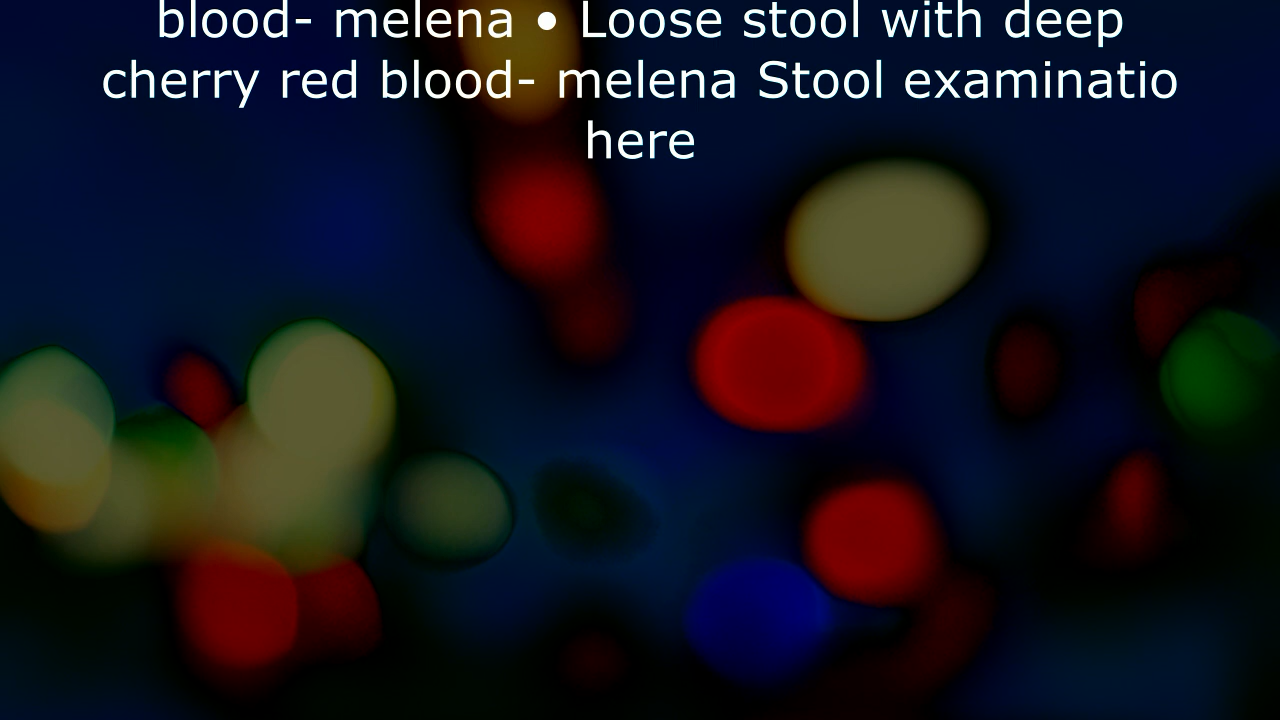 blood- melena • Loose stool with deep
cherry red blood- melena Stool examinatio
here